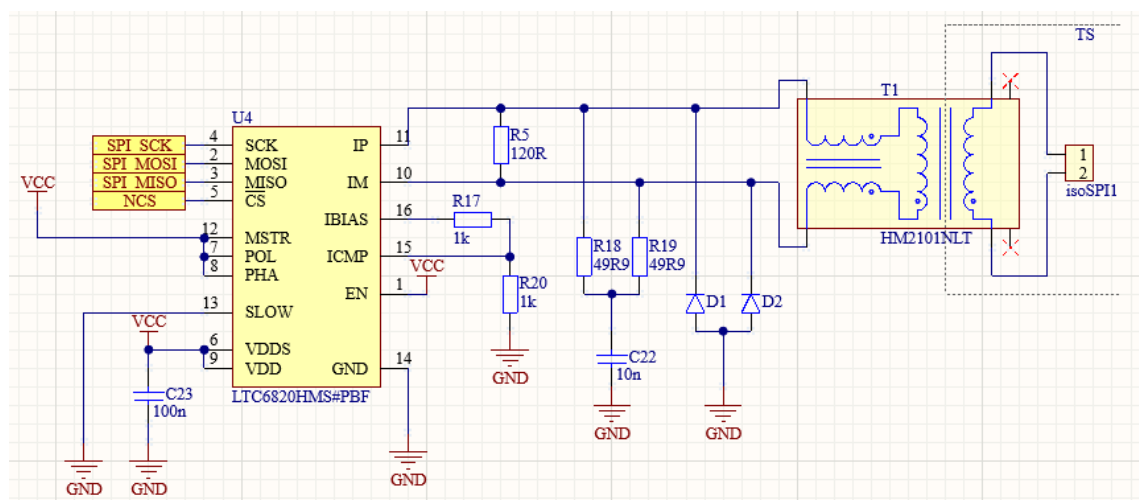 TS
T1
U4
SPI_SCK 4 SCK IP 11
R5
120R
SPI_MOSI 2 MOSI
SPI_MISO 3 MISO IM 10
NCS 5 CS
VCC
R17
1k
IBIAS 16
12 MSTR
7 POL
8 PHA
ICMP 15
VCC
EN 1
R20
1k
R18
49R9
R19
49R9
HM2101NLT
1
2
isoSPI1
13 SLOW
VCC
D1
D2
6 VDDS
9 VDD
GND 14
C22
10n
GND
C23
100n
LTC6820HMS#PBF
GND
GND
GND
GND
GND